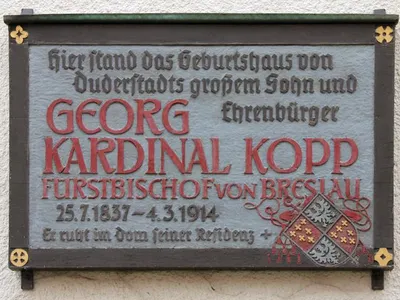 Hier stand das Geburtshaus von
Duderstadts großem Sohn und
GEORG Ehrenbürger
KARDINAL KOPP
FÜRSTBISCHOF VON BRESLAU
25.7.1837 - 4.3.1914
Er ruht im dom seiner Residenz +